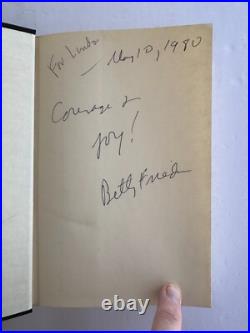 For Linda
— May 10, 1980
Courage &
joy!
Betty Friedan